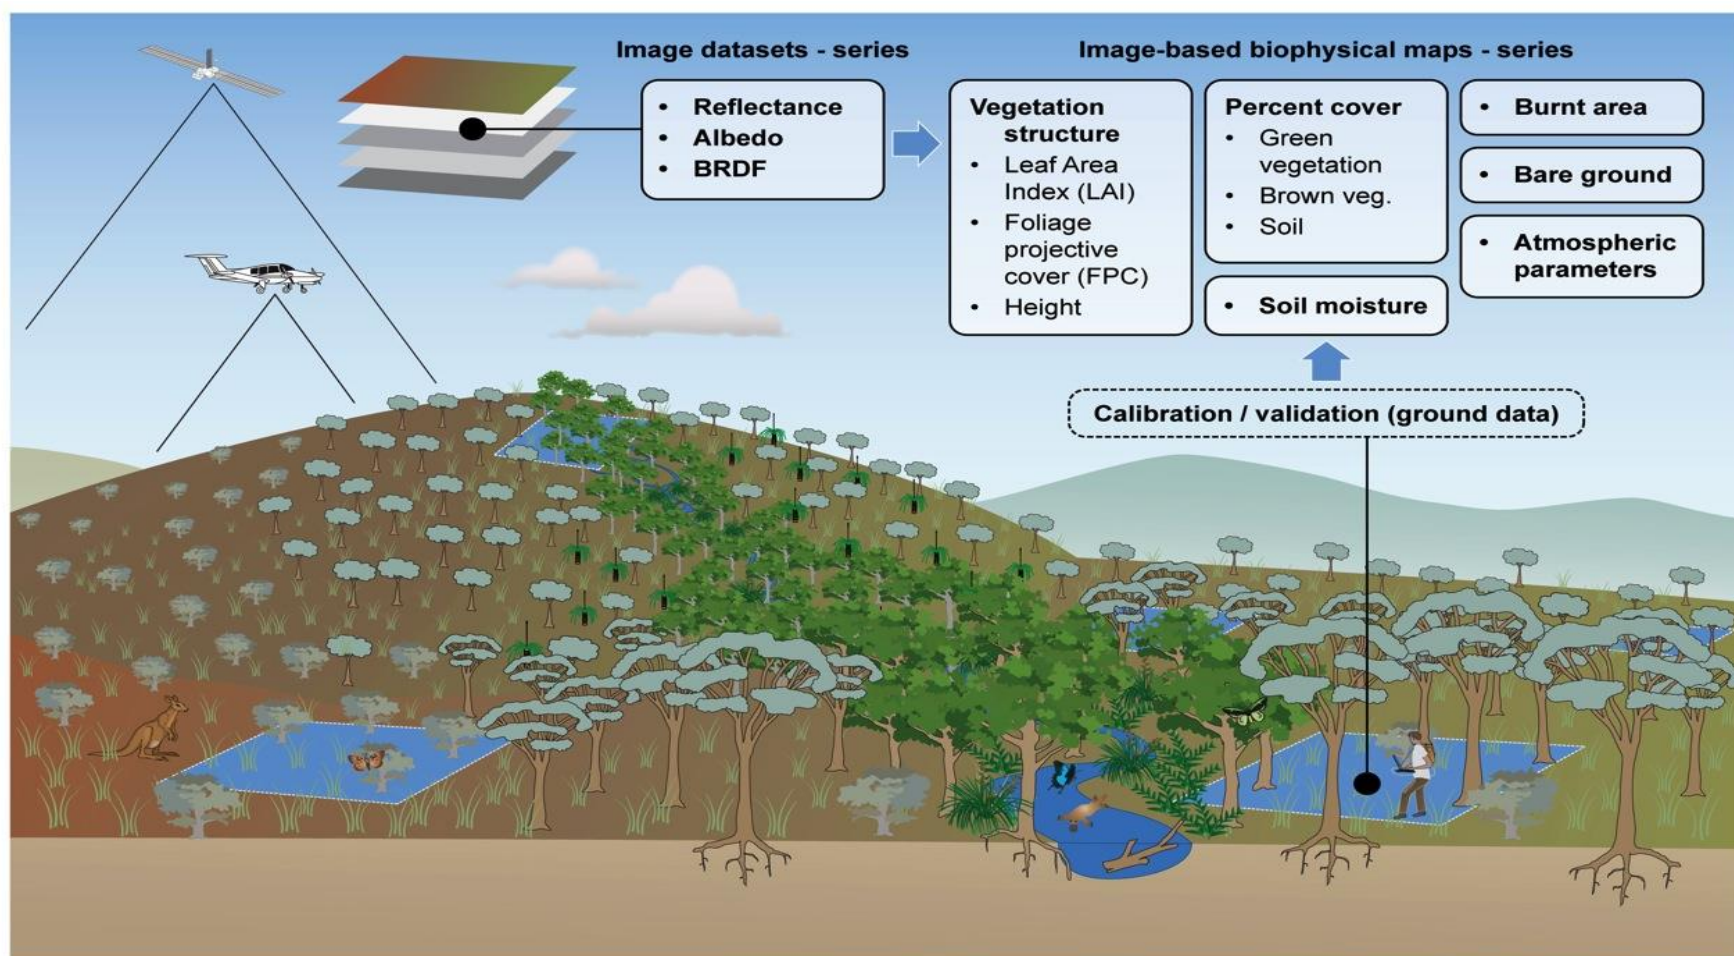 Image datasets - series
• Reflectance
• Albedo
• BRDF
Image-based biophysical maps - series
Vegetation
structure
• Leaf Area
Index (LAI)
• Foliage
projective
cover (FPC)
• Height
Percent cover
• Green
vegetation
• Brown veg.
• Soil
• Soil moisture
• Burnt area
• Bare ground
• Atmospheric
parameters
Calibration / validation (ground data)